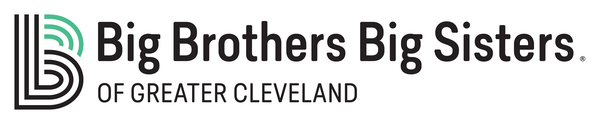 Big Brothers Big Sisters®
OF GREATER CLEVELAND